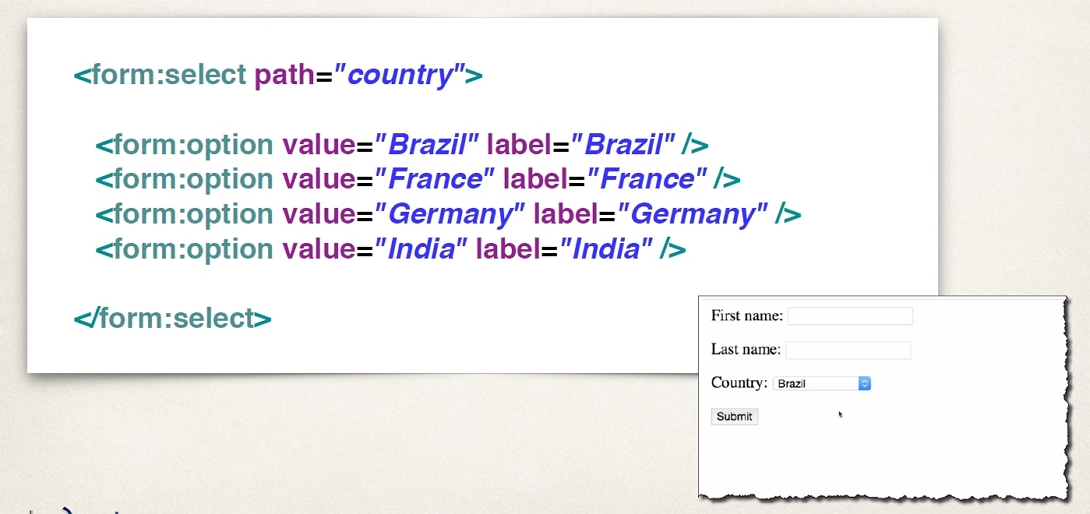 <form:select path="country">
<form:option value="Brazil" label="Brazil" />
<form:option value="France" label="France" />
<form:option value="Germany" label="Germany" />
<form:option value="India" label="India" />
</form:select>
First name:
Last name:
Country: Brazil
Submit